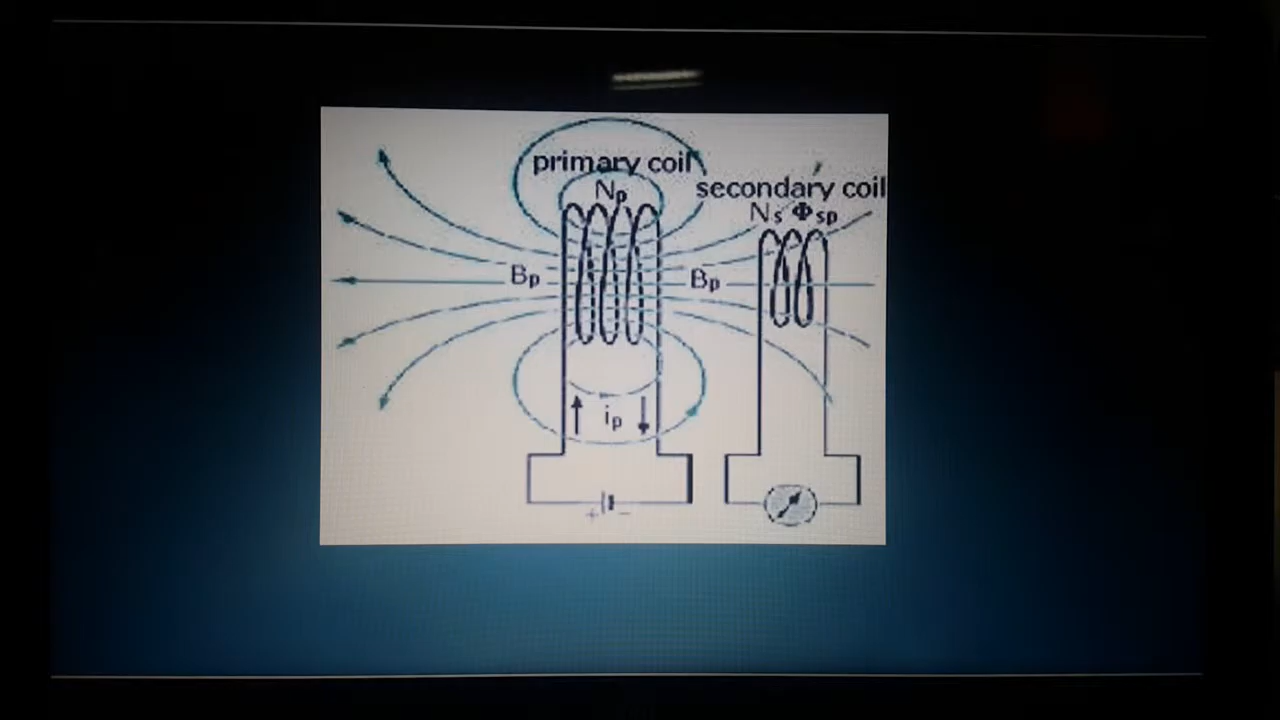 primary coil
Np
secondary coil
Ns Φsp
Bp
Bp
ip
+ -